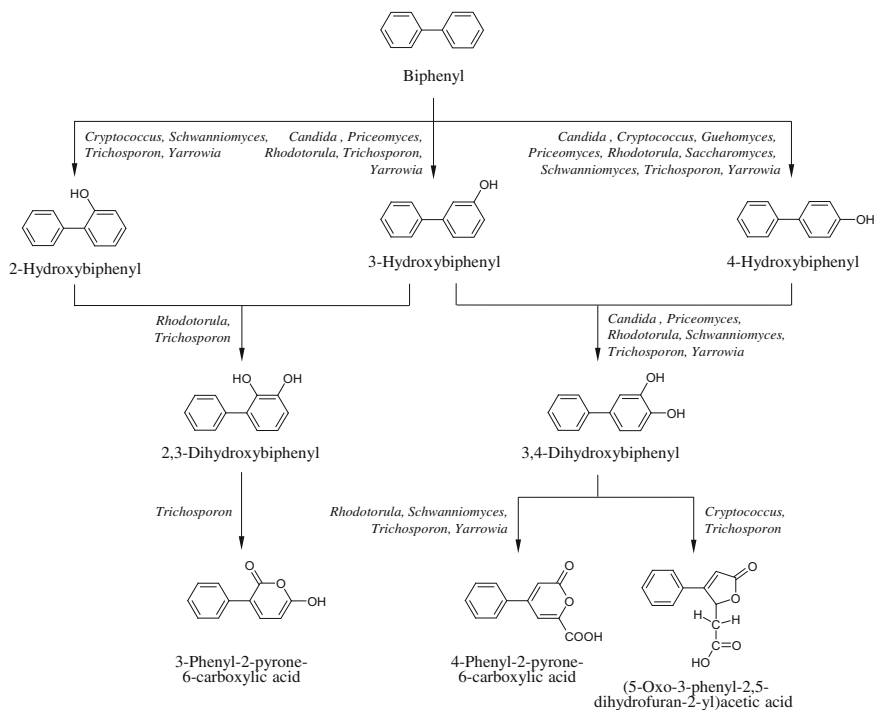 Biphenyl
Cryptococcus, Schwanniomyces,
Trichosporon, Yarrowia
Candida , Priceomyces,
Rhodotorula, Trichosporon,
Yarrowia
Candida , Cryptococcus, Guehomyces,
Priceomyces, Rhodotorula, Saccharomyces,
Schwanniomyces, Trichosporon, Yarrowia
HO
2-Hydroxybiphenyl
OH
3-Hydroxybiphenyl
OH
4-Hydroxybiphenyl
Rhodotorula,
Trichosporon
Candida , Priceomyces,
Rhodotorula, Schwanniomyces,
Trichosporon, Yarrowia
HO OH
2,3-Dihydroxybiphenyl
OH
OH
3,4-Dihydroxybiphenyl
Trichosporon
Rhodotorula, Schwanniomyces,
Trichosporon, Yarrowia
Cryptococcus,
Trichosporon
O
O
OH
3-Phenyl-2-pyrone-
6-carboxylic acid
O
O
COOH
4-Phenyl-2-pyrone-
6-carboxylic acid
O
O
H C H
C O
HO
(5-Oxo-3-phenyl-2,5-
dihydrofuran-2-yl)acetic acid